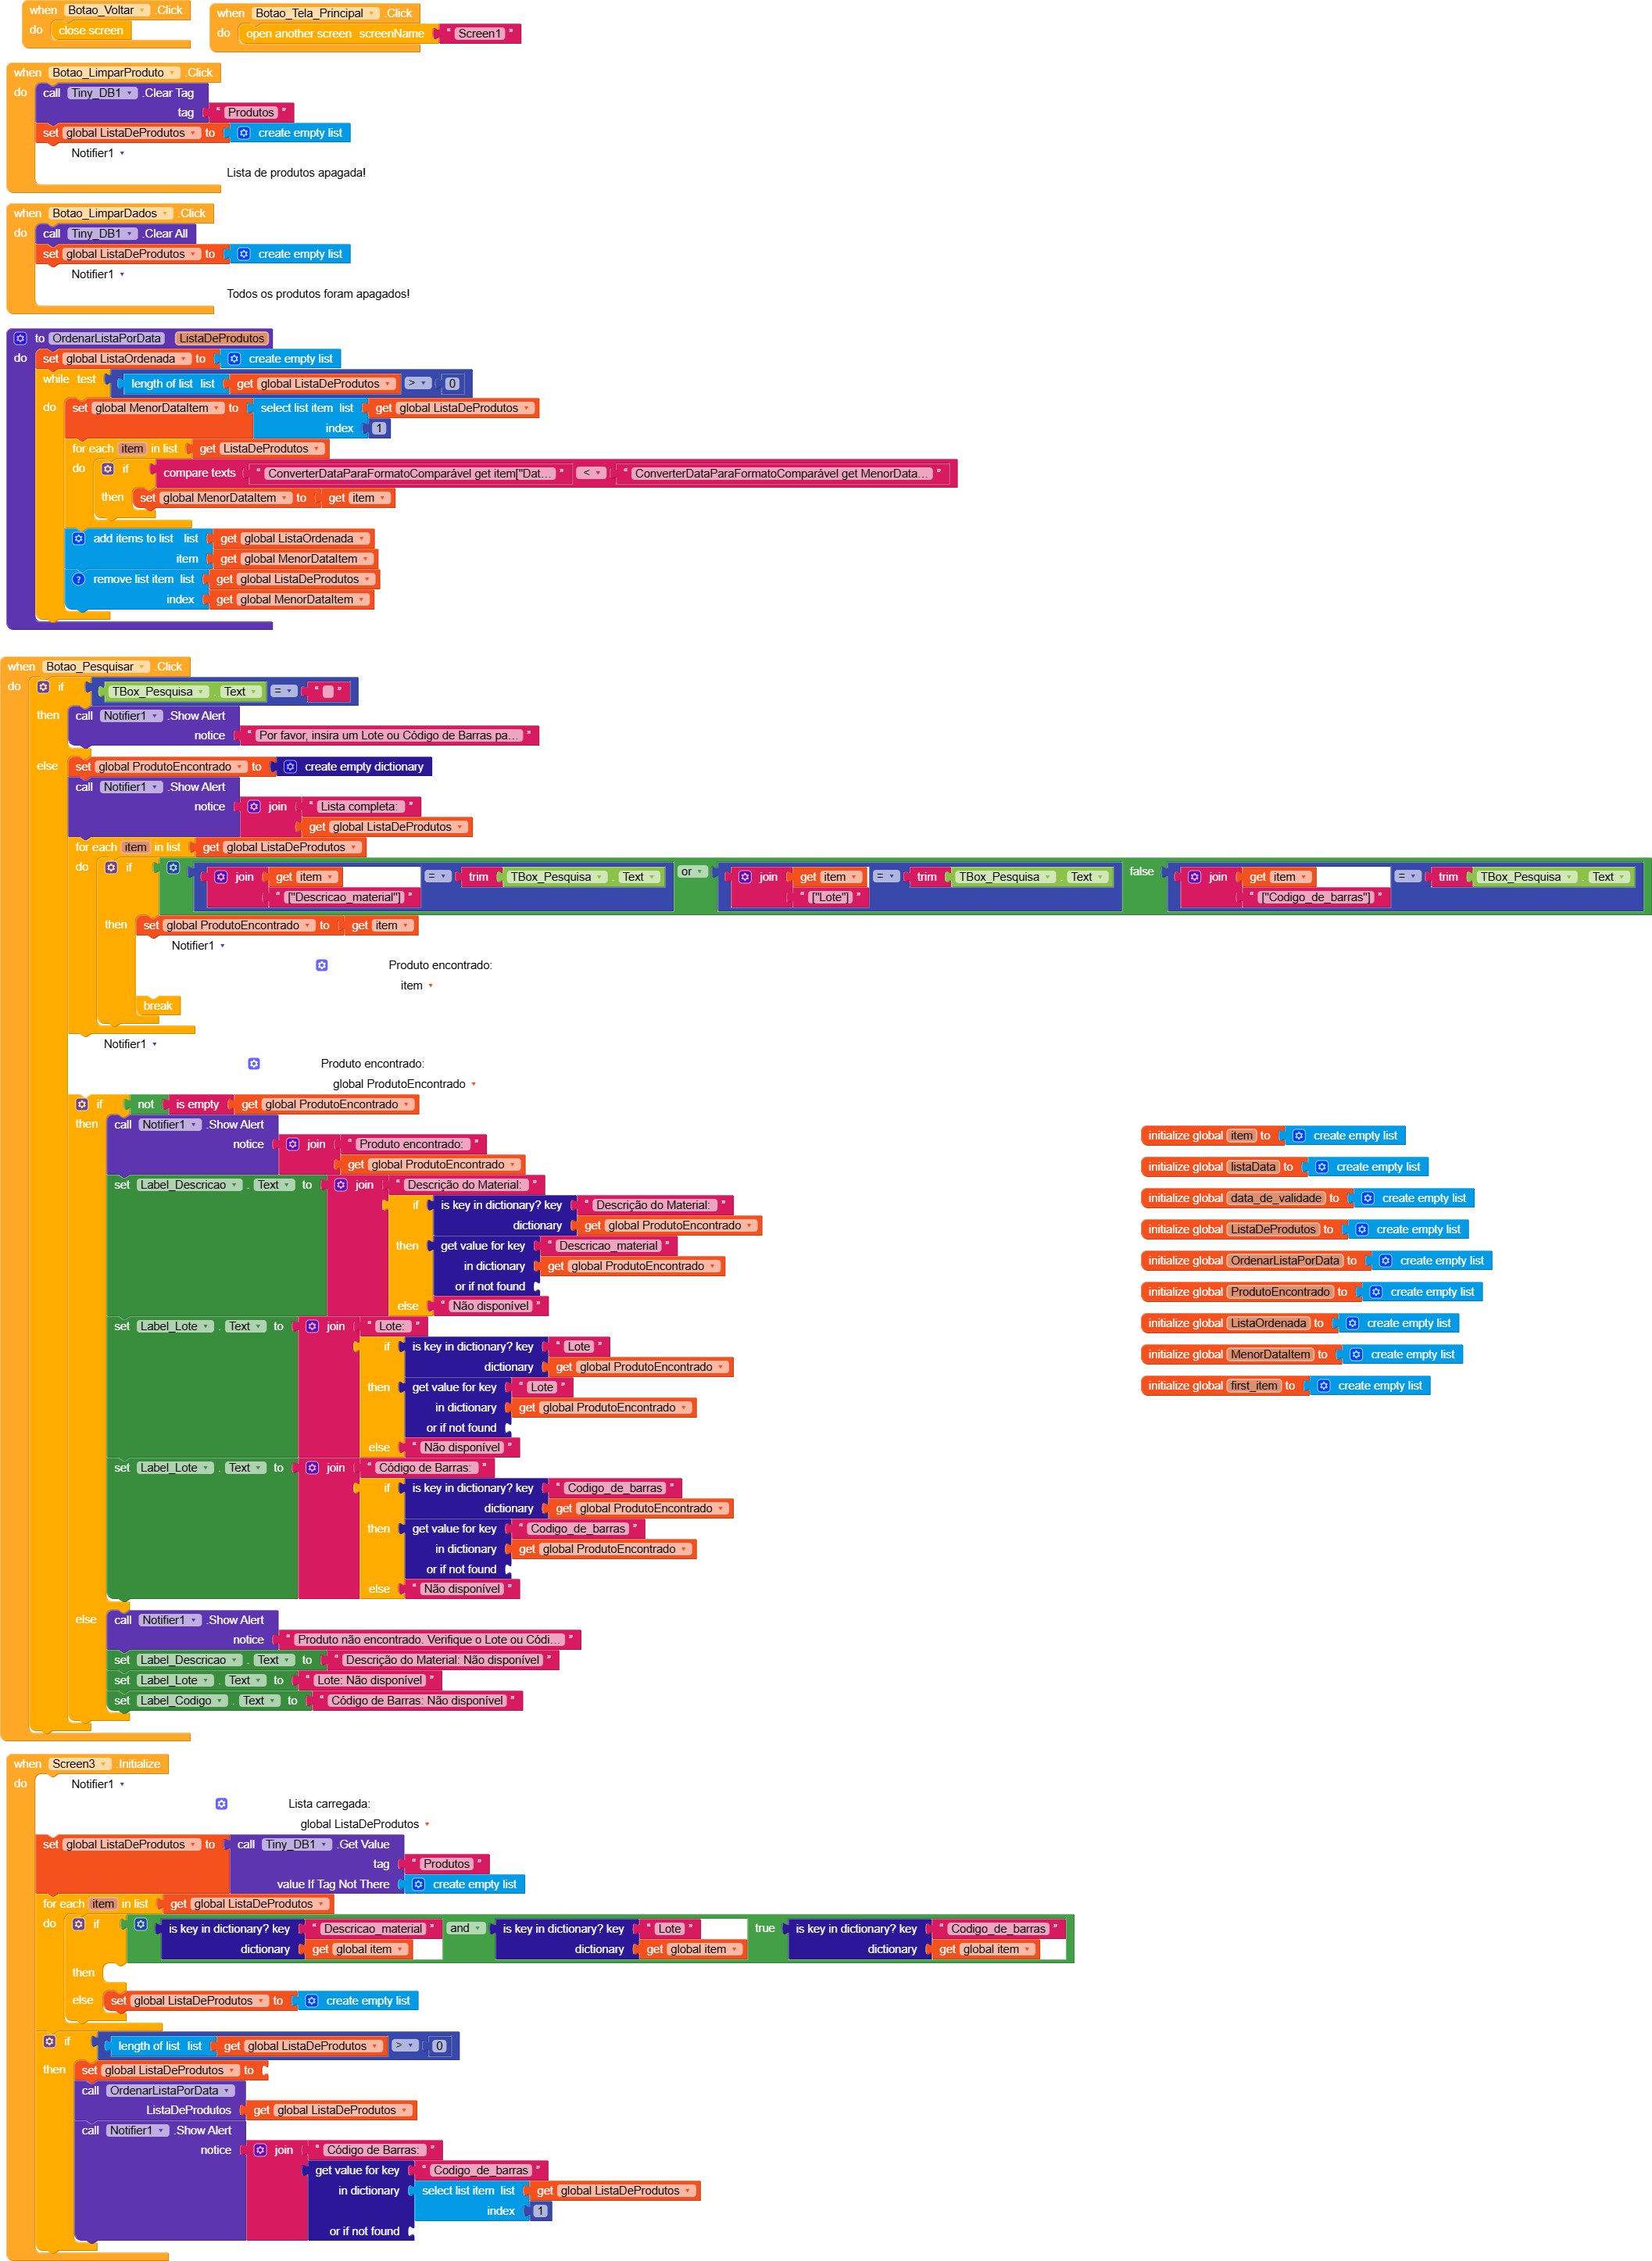 when Botao_Voltar .Click
do close screen
when Botao_Tela_Principal .Click
do open another screen screenName " Screen1 "
when Botao_LimparProduto .Click
do call Tiny_DB1 .Clear Tag
tag " Produtos "
set global ListaDeProdutos to create empty list
Notifier1
Lista de produtos apagada!
when Botao_LimparDados .Click
do call Tiny_DB1 .Clear All
set global ListaDeProdutos to create empty list
Notifier1
Todos os produtos foram apagados!
to OrdenarListaPorData ListaDeProdutos
do set global ListaOrdenada to create empty list
while test length of list list get global ListaDeProdutos > 0
do set global MenorDataItem to select list item list get global ListaDeProdutos
index 1
for each item in list get ListaDeProdutos
do if compare texts " ConverterDataParaFormatoComparável get item["Dat... " < " ConverterDataParaFormatoComparável get MenorData... "
then set global MenorDataItem to get item
add items to list list get global ListaOrdenada
item get global MenorDataItem
? remove list item list get global ListaDeProdutos
index get global MenorDataItem
when Botao_Pesquisar .Click
do if TBox_Pesquisa . Text = " "
then call Notifier1 .Show Alert
notice " Por favor, insira um Lote ou Código de Barras pa... "
else set global ProdutoEncontrado to create empty dictionary
call Notifier1 .Show Alert
notice join " Lista completa: "
get global ListaDeProdutos
for each item in list get global ListaDeProdutos
do if join get item = trim TBox_Pesquisa . Text or join get item = trim TBox_Pesquisa . Text false join get item = trim TBox_Pesquisa . Text
" ["Descricao_material"] " " ["Lote"] " " ["Codigo_de_barras"] "
then set global ProdutoEncontrado to get item
Notifier1
Produto encontrado:
item
break
Notifier1
Produto encontrado:
global ProdutoEncontrado
if not is empty get global ProdutoEncontrado
then call Notifier1 .Show Alert
notice join " Produto encontrado: "
get global ProdutoEncontrado
set Label_Descricao . Text to join " Descrição do Material: "
if is key in dictionary? key " Descrição do Material: "
dictionary get global ProdutoEncontrado
then get value for key " Descricao_material "
in dictionary get global ProdutoEncontrado
or if not found
else " Não disponível "
set Label_Lote . Text to join " Lote: "
if is key in dictionary? key " Lote "
dictionary get global ProdutoEncontrado
then get value for key " Lote "
in dictionary get global ProdutoEncontrado
or if not found
else " Não disponível "
set Label_Lote . Text to join " Código de Barras: "
if is key in dictionary? key " Codigo_de_barras "
dictionary get global ProdutoEncontrado
then get value for key " Codigo_de_barras "
in dictionary get global ProdutoEncontrado
or if not found
else " Não disponível "
else call Notifier1 .Show Alert
notice " Produto não encontrado. Verifique o Lote ou Códi... "
set Label_Descricao . Text to " Descrição do Material: Não disponível "
set Label_Lote . Text to " Lote: Não disponível "
set Label_Codigo . Text to " Código de Barras: Não disponível "
initialize global item to create empty list
initialize global listaData to create empty list
initialize global data_de_validade to create empty list
initialize global ListaDeProdutos to create empty list
initialize global OrdenarListaPorData to create empty list
initialize global ProdutoEncontrado to create empty list
initialize global ListaOrdenada to create empty list
initialize global MenorDataItem to create empty list
initialize global first_item to create empty list
when Screen3 .Initialize
do Notifier1
Lista carregada:
global ListaDeProdutos
set global ListaDeProdutos to call Tiny_DB1 .Get Value
tag " Produtos "
value If Tag Not There create empty list
for each item in list get global ListaDeProdutos
do if is key in dictionary? key " Descricao_material " and is key in dictionary? key " Lote " true is key in dictionary? key " Codigo_de_barras "
dictionary get global item dictionary get global item dictionary get global item
then
else set global ListaDeProdutos to create empty list
if length of list list get global ListaDeProdutos > 0
then set global ListaDeProdutos to
call OrdenarListaPorData
ListaDeProdutos get global ListaDeProdutos
call Notifier1 .Show Alert
notice join " Código de Barras: "
get value for key " Codigo_de_barras "
in dictionary select list item list get global ListaDeProdutos
index 1
or if not found